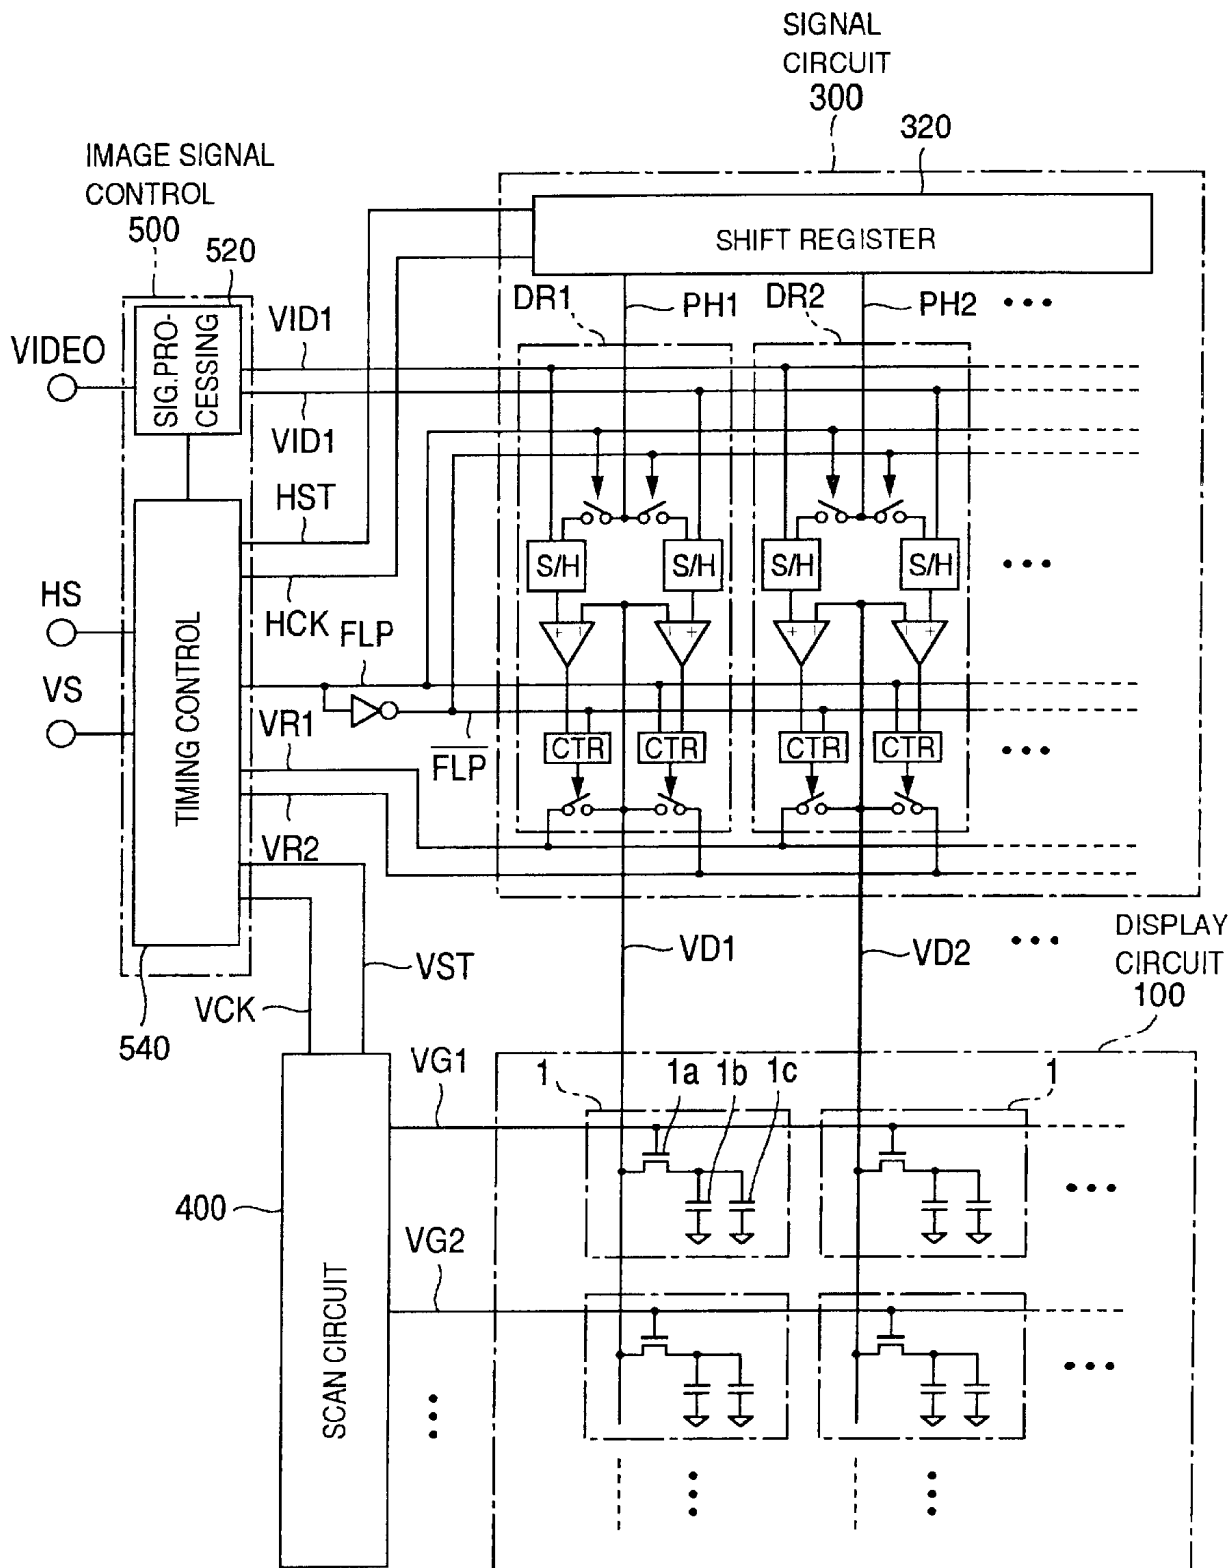 SIGNAL
CIRCUIT
300
320
IMAGE SIGNAL
CONTROL
500
520
SHIFT REGISTER
DR1
PH1
DR2
PH2
VIDEO
SIG.PRO-
CESSING
VID1
VID1
HST
HCK
HS
VS
FLP
FLP
VR1
VR2
TIMING CONTROL
540
S/H
S/H
S/H
S/H
+
-
-
+
+
-
-
+
CTR
CTR
CTR
CTR
VD1
VD2
DISPLAY
CIRCUIT
100
VST
VCK
VG1
1
1a
1b
1c
1
400
VG2
SCAN CIRCUIT